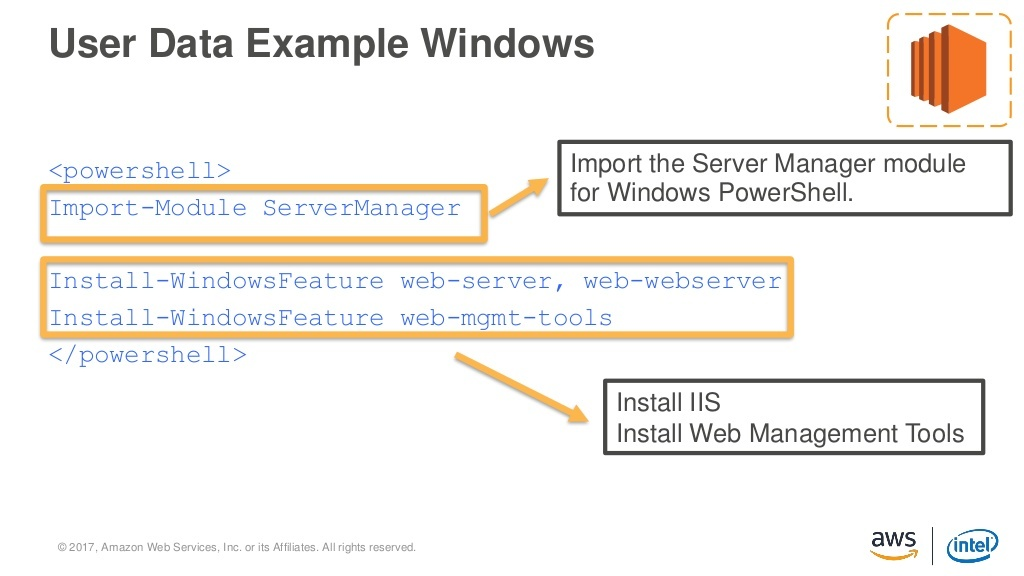 User Data Example Windows
<powershell>
Import-Module ServerManager
Import the Server Manager module
for Windows PowerShell.
Install-WindowsFeature web-server, web-webserver
Install-WindowsFeature web-mgmt-tools
</powershell>
Install IIS
Install Web Management Tools
© 2017, Amazon Web Services, Inc. or its Affiliates. All rights reserved.
aws
intel